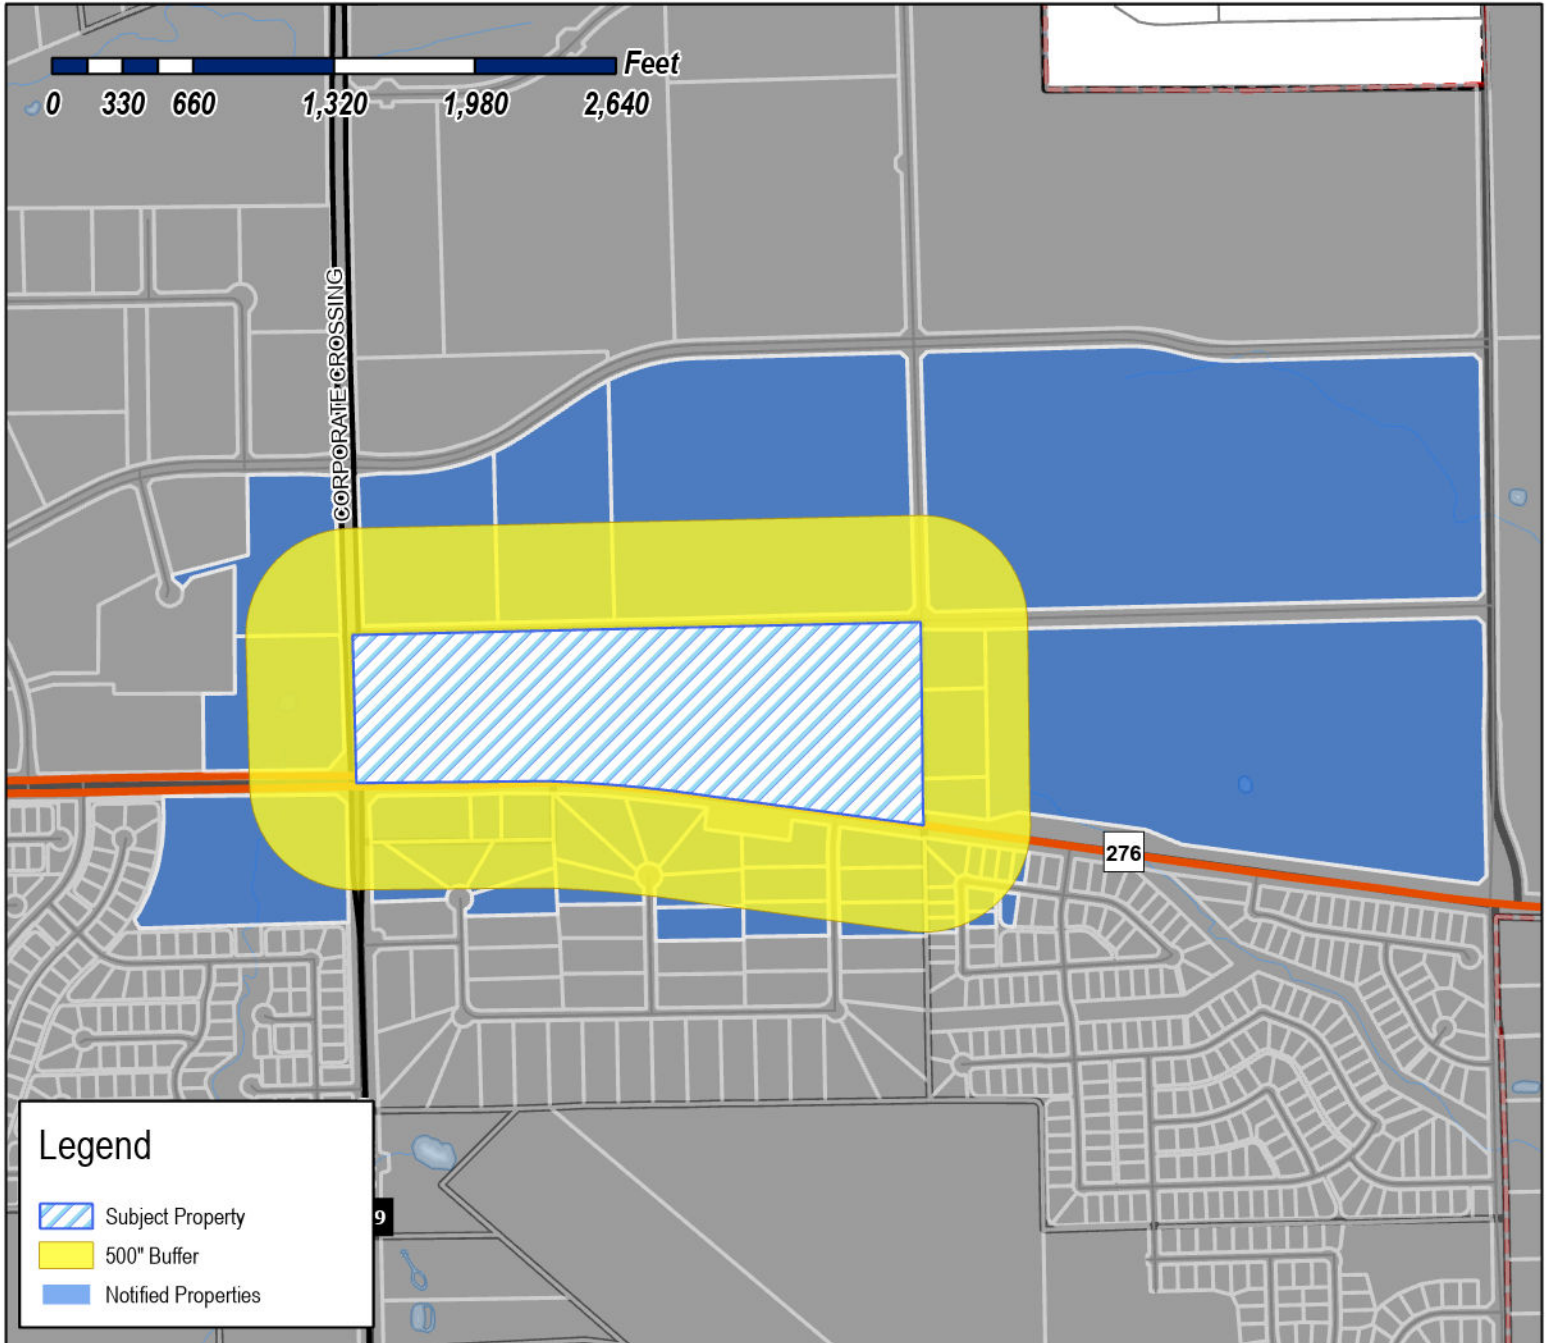 Feet
0 330 660 1,320 1,980 2,640
CORPORATE CROSSING
276
Legend
Subject Property
9
500" Buffer
Notified Properties